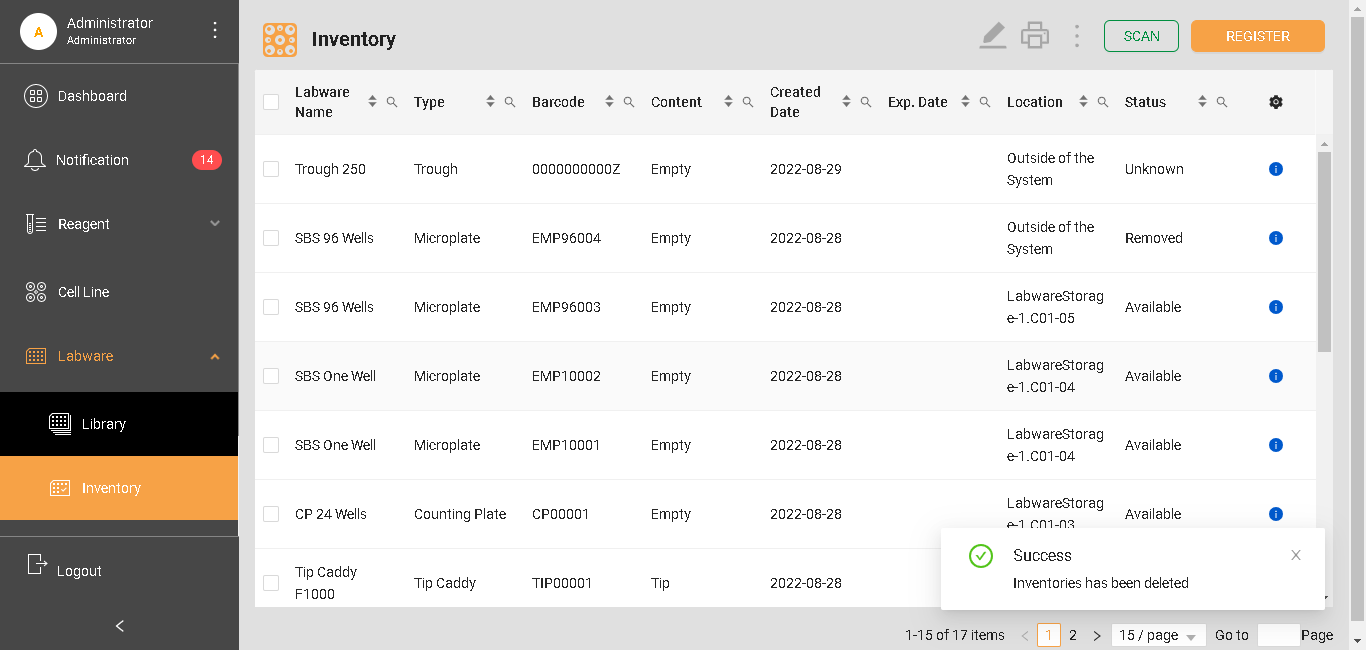 A
Administrator
Administrator
Dashboard
Notification
14
Reagent
Cell Line
Labware
Library
Inventory
Logout
Inventory
SCAN
REGISTER
Labware
Name
Type
Barcode
Content
Created
Date
Exp. Date
Location
Status
Trough 250
Trough
0000000000Z
Empty
2022-08-29
Outside of the
System
Unknown
SBS 96 Wells
Microplate
EMP96004
Empty
2022-08-28
Outside of the
System
Removed
SBS 96 Wells
Microplate
EMP96003
Empty
2022-08-28
LabwareStorag
e-1.C01-05
Available
SBS One Well
Microplate
EMP10002
Empty
2022-08-28
LabwareStorag
e-1.C01-04
Available
SBS One Well
Microplate
EMP10001
Empty
2022-08-28
LabwareStorag
e-1.C01-04
Available
CP 24 Wells
Counting Plate
CP00001
Empty
2022-08-28
LabwareStorag
e-1.C01-03
Available
Tip Caddy
F1000
Tip Caddy
TIP00001
Tip
2022-08-28
Success
Inventories has been deleted
1-15 of 17 items
1
2
15 / page
Go to
Page